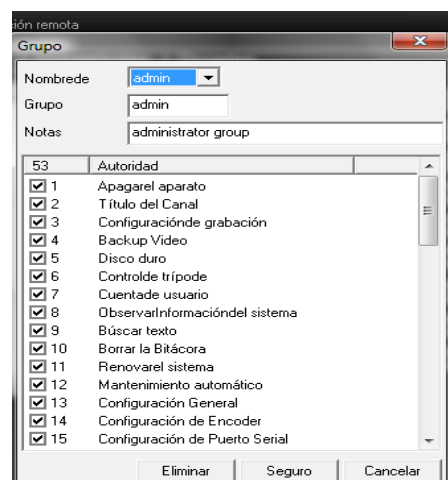 ión remota
Grupo
Nombrede admin
Grupo admin
Notas administrator group
53 Autoridad
1 Apagarel aparato
2 Título del Canal
3 Configuraciónde grabación
4 Backup Video
5 Disco duro
6 Controlde trípode
7 Cuentade usuario
8 ObservarInformacióndel sistema
9 Búscar texto
10 Borrar la Bitácora
11 Renovarel sistema
12 Mantenimiento automático
13 Configuración General
14 Configuración de Encoder
15 Configuración de Puerto Serial
Eliminar Seguro Cancelar